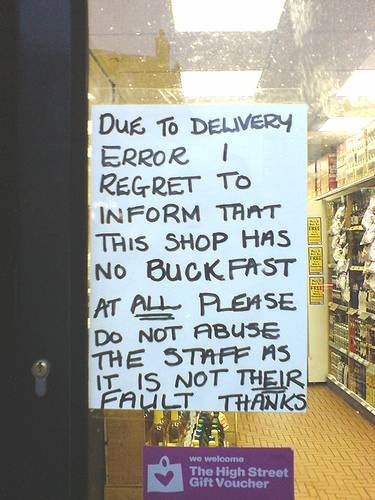 DUE TO DELIVERY
ERROR I
REGRET TO
INFORM THAT
THIS SHOP HAS
NO BUCKFAST
AT ALL PLEASE
DO NOT ABUSE
THE STAFF AS
IT IS NOT THEIR
FAULT THANKS
we welcome
The High Street
Gift Voucher